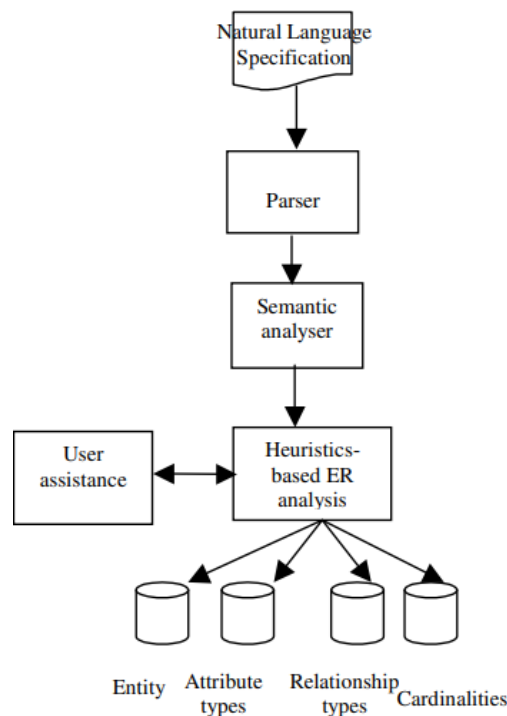 Natural Language
Specification
Parser
Semantic
analyser
User
assistance
Heuristics-
based ER
analysis
Entity
Attribute
types
Relationship
types
Cardinalities